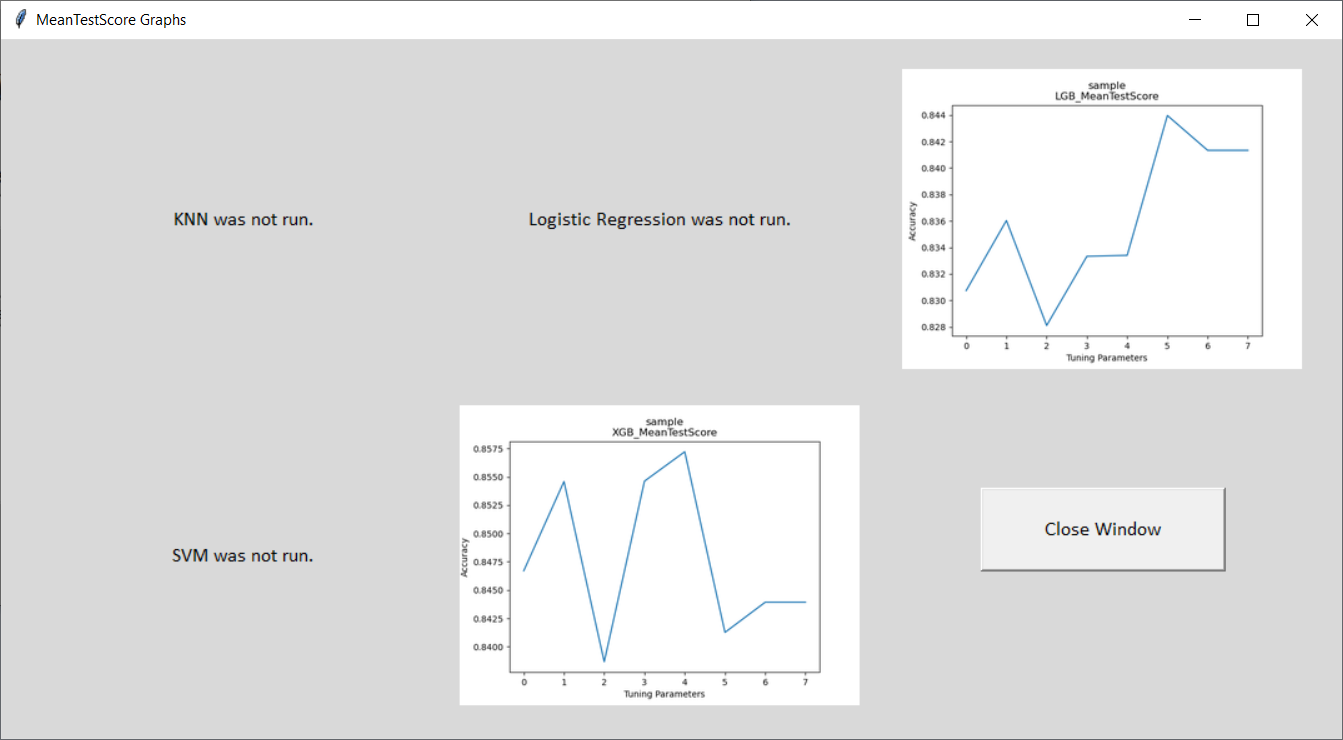 MeanTestScore Graphs
KNN was not run.
Logistic Regression was not run.
sample
LGB_MeanTestScore
0.844
0.842
0.840
0.838
0.836
0.834
0.832
0.830
0.828
Accuracy
0 1 2 3 4 5 6 7
Tuning Parameters
SVM was not run.
sample
XGB_MeanTestScore
0.8575
0.8550
0.8525
0.8500
0.8475
0.8450
0.8425
0.8400
Accuracy
0 1 2 3 4 5 6 7
Tuning Parameters
Close Window